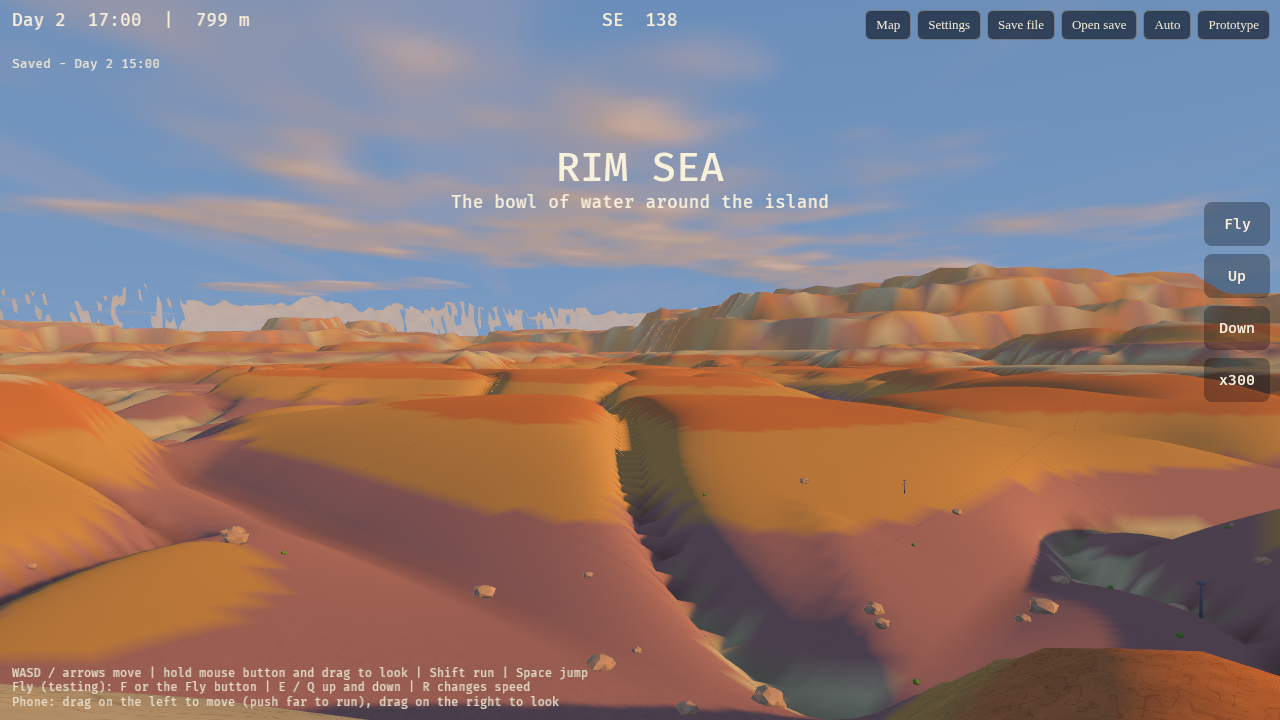 Day 2  17:00  |  799 m
SE  138
Map
Settings
Save file
Open save
Auto
Prototype
Saved - Day 2 15:00
RIM SEA
The bowl of water around the island
Fly
Up
Down
x300
WASD / arrows move | hold mouse button and drag to look | Shift run | Space jump
Fly (testing): F or the Fly button | E / Q up and down | R changes speed
Phone: drag on the left to move (push far to run), drag on the right to look